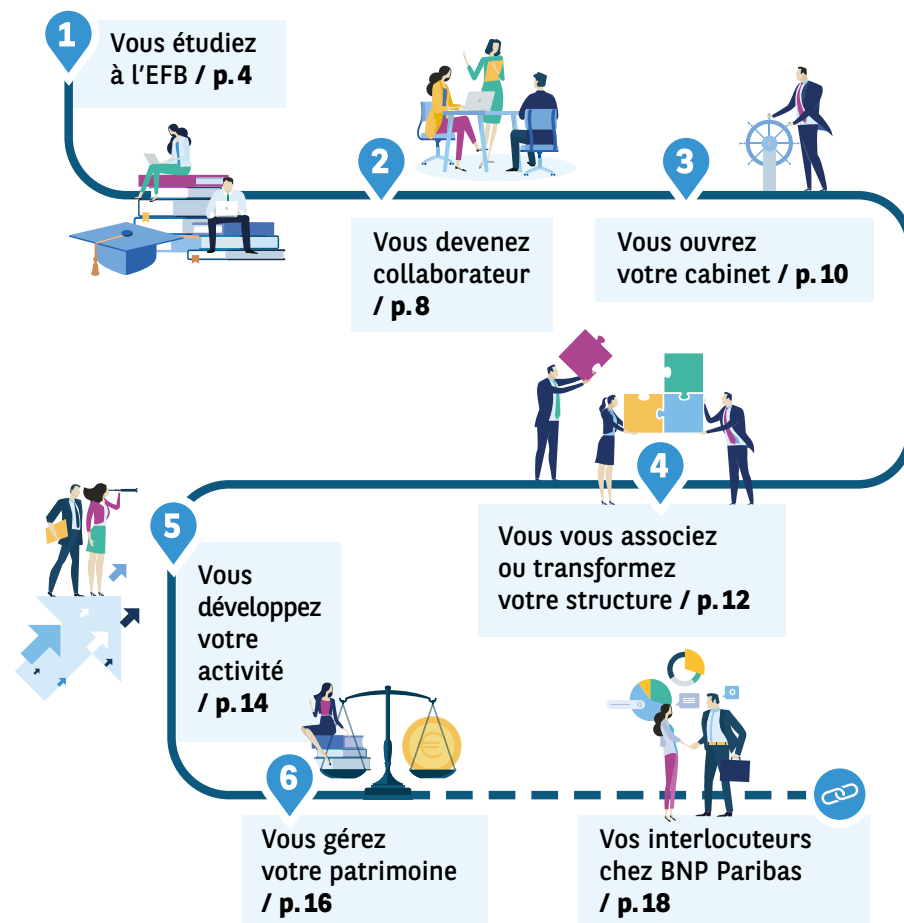 1
Vous étudiez
à l'EFB / p. 4
2
Vous devenez
collaborateur
/ p. 8
3
Vous ouvrez
votre cabinet / p. 10
4
Vous vous associez
ou transformez
votre structure / p. 12
5
Vous
développez
votre
activité
/ p. 14
€
6
Vous gérez
votre patrimoine
/ p. 16
Vos interlocuteurs
chez BNP Paribas
/ p. 18